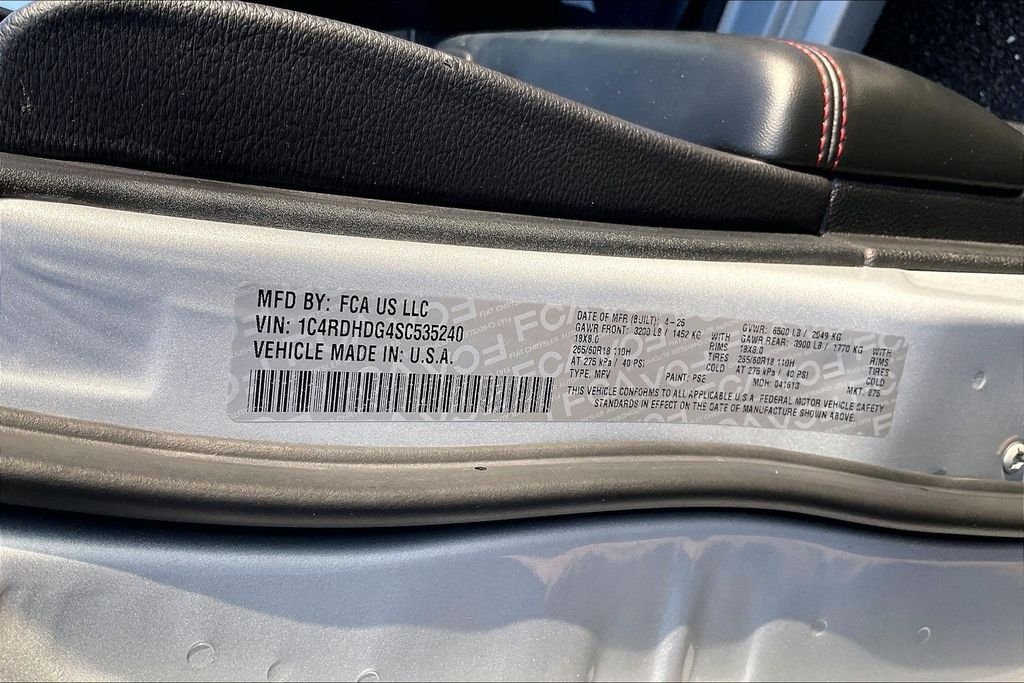 MFD BY: FCA US LLC
VIN: 1C4RDHDG4SC535240
VEHICLE MADE IN: U.S.A.
DATE OF MFR (BUILT): 4-25 GVWR: 6500 LB / 2949 KG
GAWR FRONT: 3200 LB / 1452 KG WITH GAWR REAR: 3900 LB / 1770 KG WITH
18X8.0 RIMS 18X8.0 RIMS
265/60R18 110H TIRES 265/60R18 110H TIRES
AT 275 kPa / 40 PSI COLD AT 275 kPa / 40 PSI COLD
TYPE: MPV PAINT: PSE MDH: 041613 MKT: 875
THIS VEHICLE CONFORMS TO ALL APPLICABLE U.S.A. FEDERAL MOTOR VEHICLE SAFETY
STANDARDS IN EFFECT ON THE DATE OF MANUFACTURE SHOWN ABOVE.